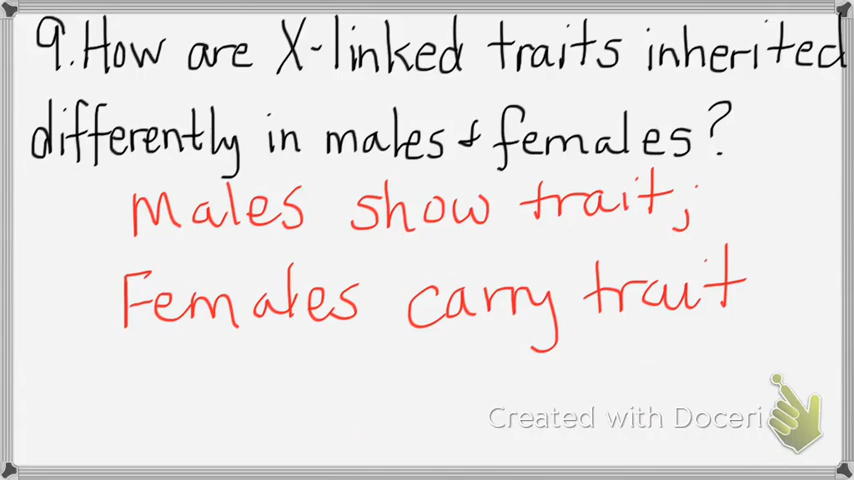 9. How are X-linked traits inherited
differently in males & females?
Males show trait;
Females carry trait
Created with Doceri